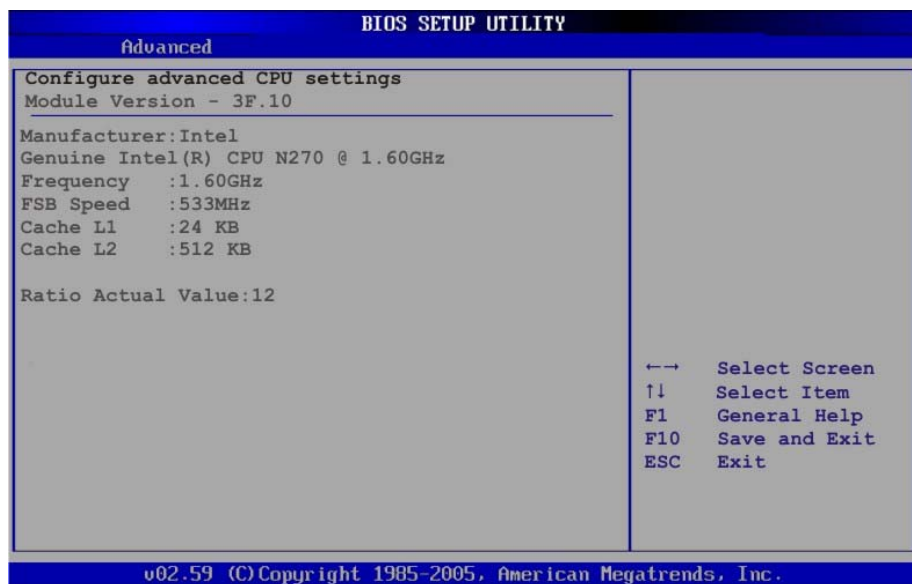 BIOS SETUP UTILITY
Advanced
Configure advanced CPU settings
Module Version - 3F.10
Manufacturer:Intel
Genuine Intel(R) CPU N270 @ 1.60GHz
Frequency :1.60GHz
FSB Speed :533MHz
Cache L1 :24 KB
Cache L2 :512 KB
Ratio Actual Value:12
←→ Select Screen
↑↓ Select Item
F1 General Help
F10 Save and Exit
ESC Exit
v02.59 (C)Copyright 1985-2005, American Megatrends, Inc.